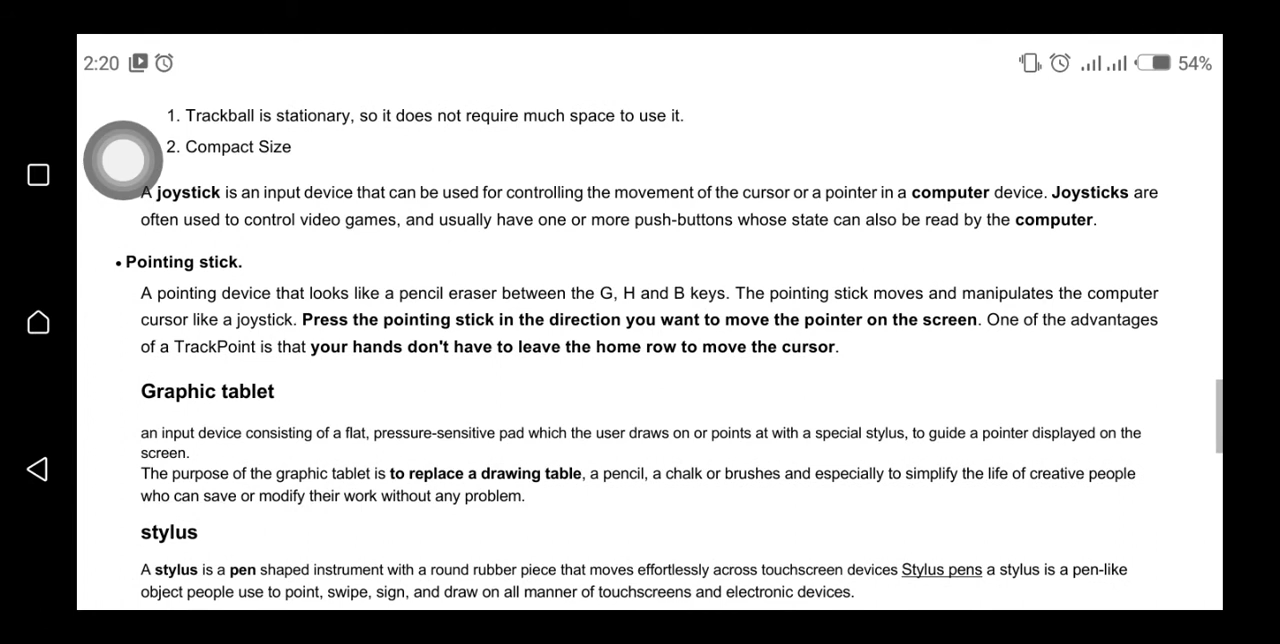 2:20
54%
1. Trackball is stationary, so it does not require much space to use it.
2. Compact Size
A joystick is an input device that can be used for controlling the movement of the cursor or a pointer in a computer device. Joysticks are
often used to control video games, and usually have one or more push-buttons whose state can also be read by the computer.
• Pointing stick.
A pointing device that looks like a pencil eraser between the G, H and B keys. The pointing stick moves and manipulates the computer
cursor like a joystick. Press the pointing stick in the direction you want to move the pointer on the screen. One of the advantages
of a TrackPoint is that your hands don't have to leave the home row to move the cursor.
Graphic tablet
an input device consisting of a flat, pressure-sensitive pad which the user draws on or points at with a special stylus, to guide a pointer displayed on the
screen.
The purpose of the graphic tablet is to replace a drawing table, a pencil, a chalk or brushes and especially to simplify the life of creative people
who can save or modify their work without any problem.
stylus
A stylus is a pen shaped instrument with a round rubber piece that moves effortlessly across touchscreen devices Stylus pens a stylus is a pen-like
object people use to point, swipe, sign, and draw on all manner of touchscreens and electronic devices.